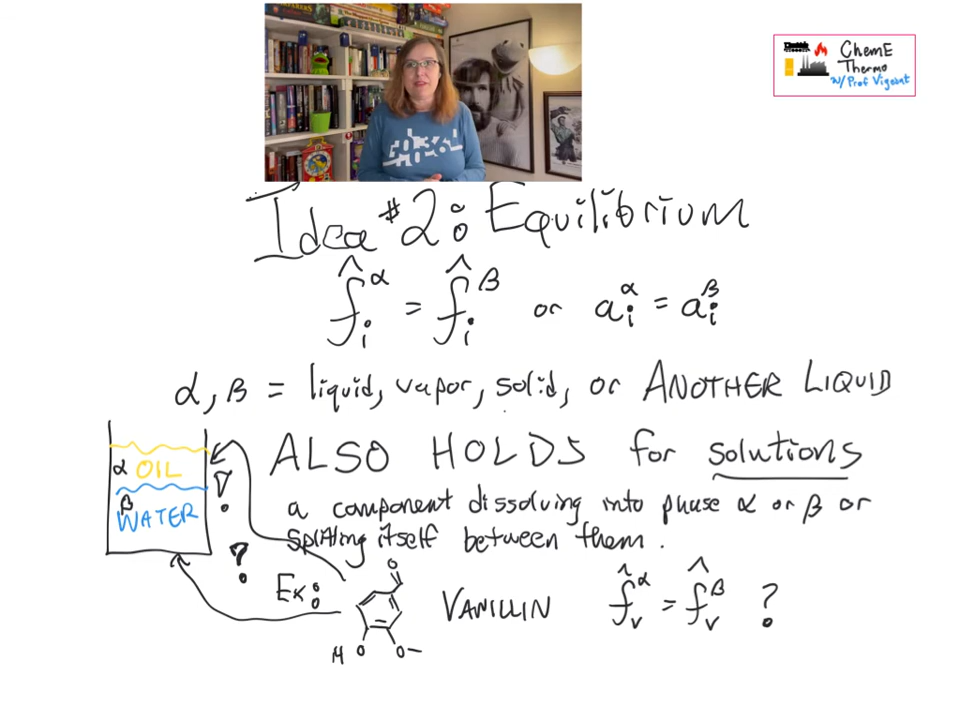 ChemE
Thermo
w/ Prof Vigeant
Idea #2: Equilibrium
f̂ᵢ^α = f̂ᵢ^β or aᵢ^α = aᵢ^β
α, β = liquid, vapor, solid, or ANOTHER LIQUID
ALSO HOLDS for solutions
a component dissolving into phase α or β or
splitting itself between them.
α OIL
β
WATER
?
?
Ex:
O
H O O
VANILLIN f̂ᵥ^α = f̂ᵥ^β ?